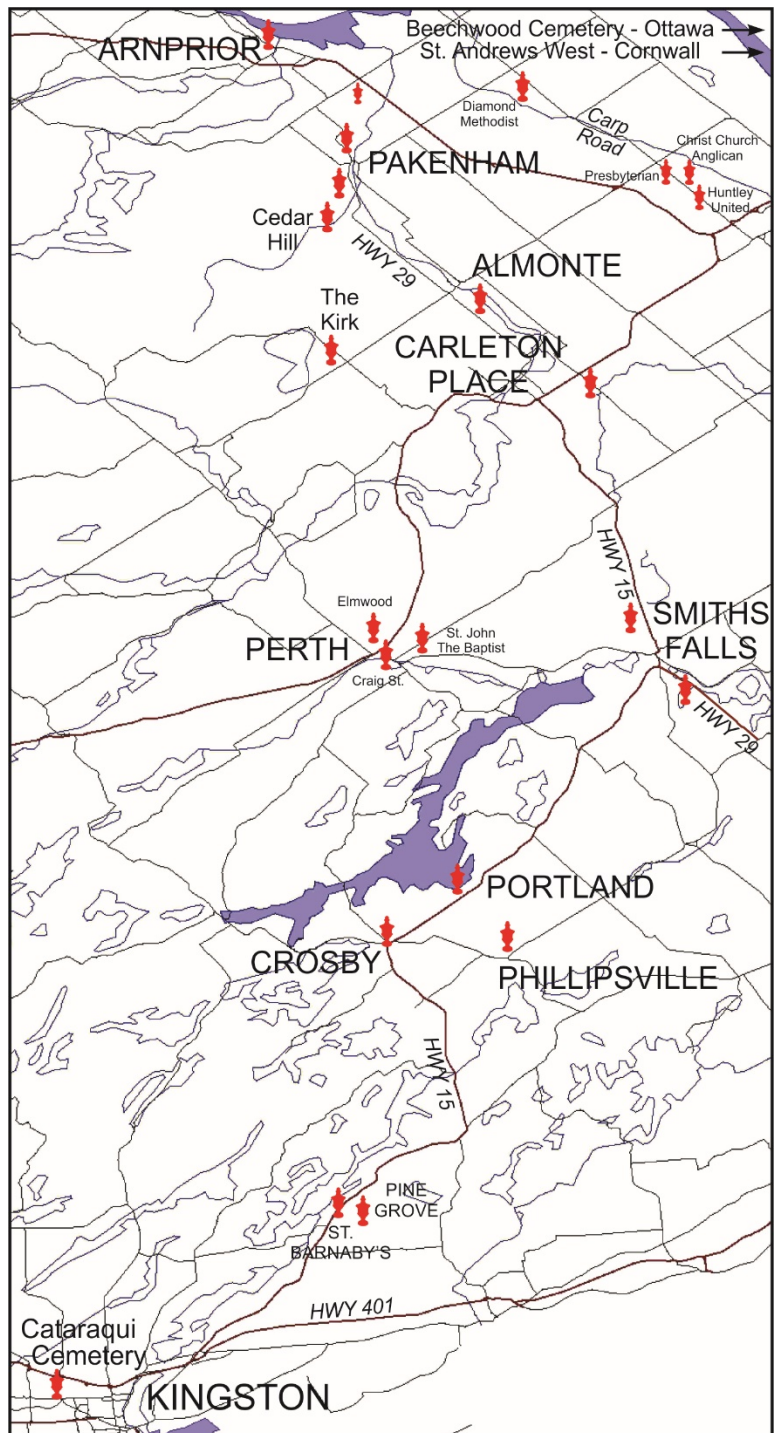 Beechwood Cemetery - Ottawa
St. Andrews West - Cornwall
ARNPRIOR
Diamond
Methodist
Carp
Road
Christ Church
Anglican
PAKENHAM
Presbyterian
Huntley
United
Cedar
Hill
HWY 29
ALMONTE
The
Kirk
CARLETON
PLACE
HWY 15
Elmwood
SMITHS
FALLS
PERTH
St. John
The Baptist
Craig St.
HWY 29
PORTLAND
CROSBY
PHILLIPSVILLE
HWY 15
PINE
GROVE
ST.
BARNABY'S
HWY 401
Cataraqui
Cemetery
KINGSTON